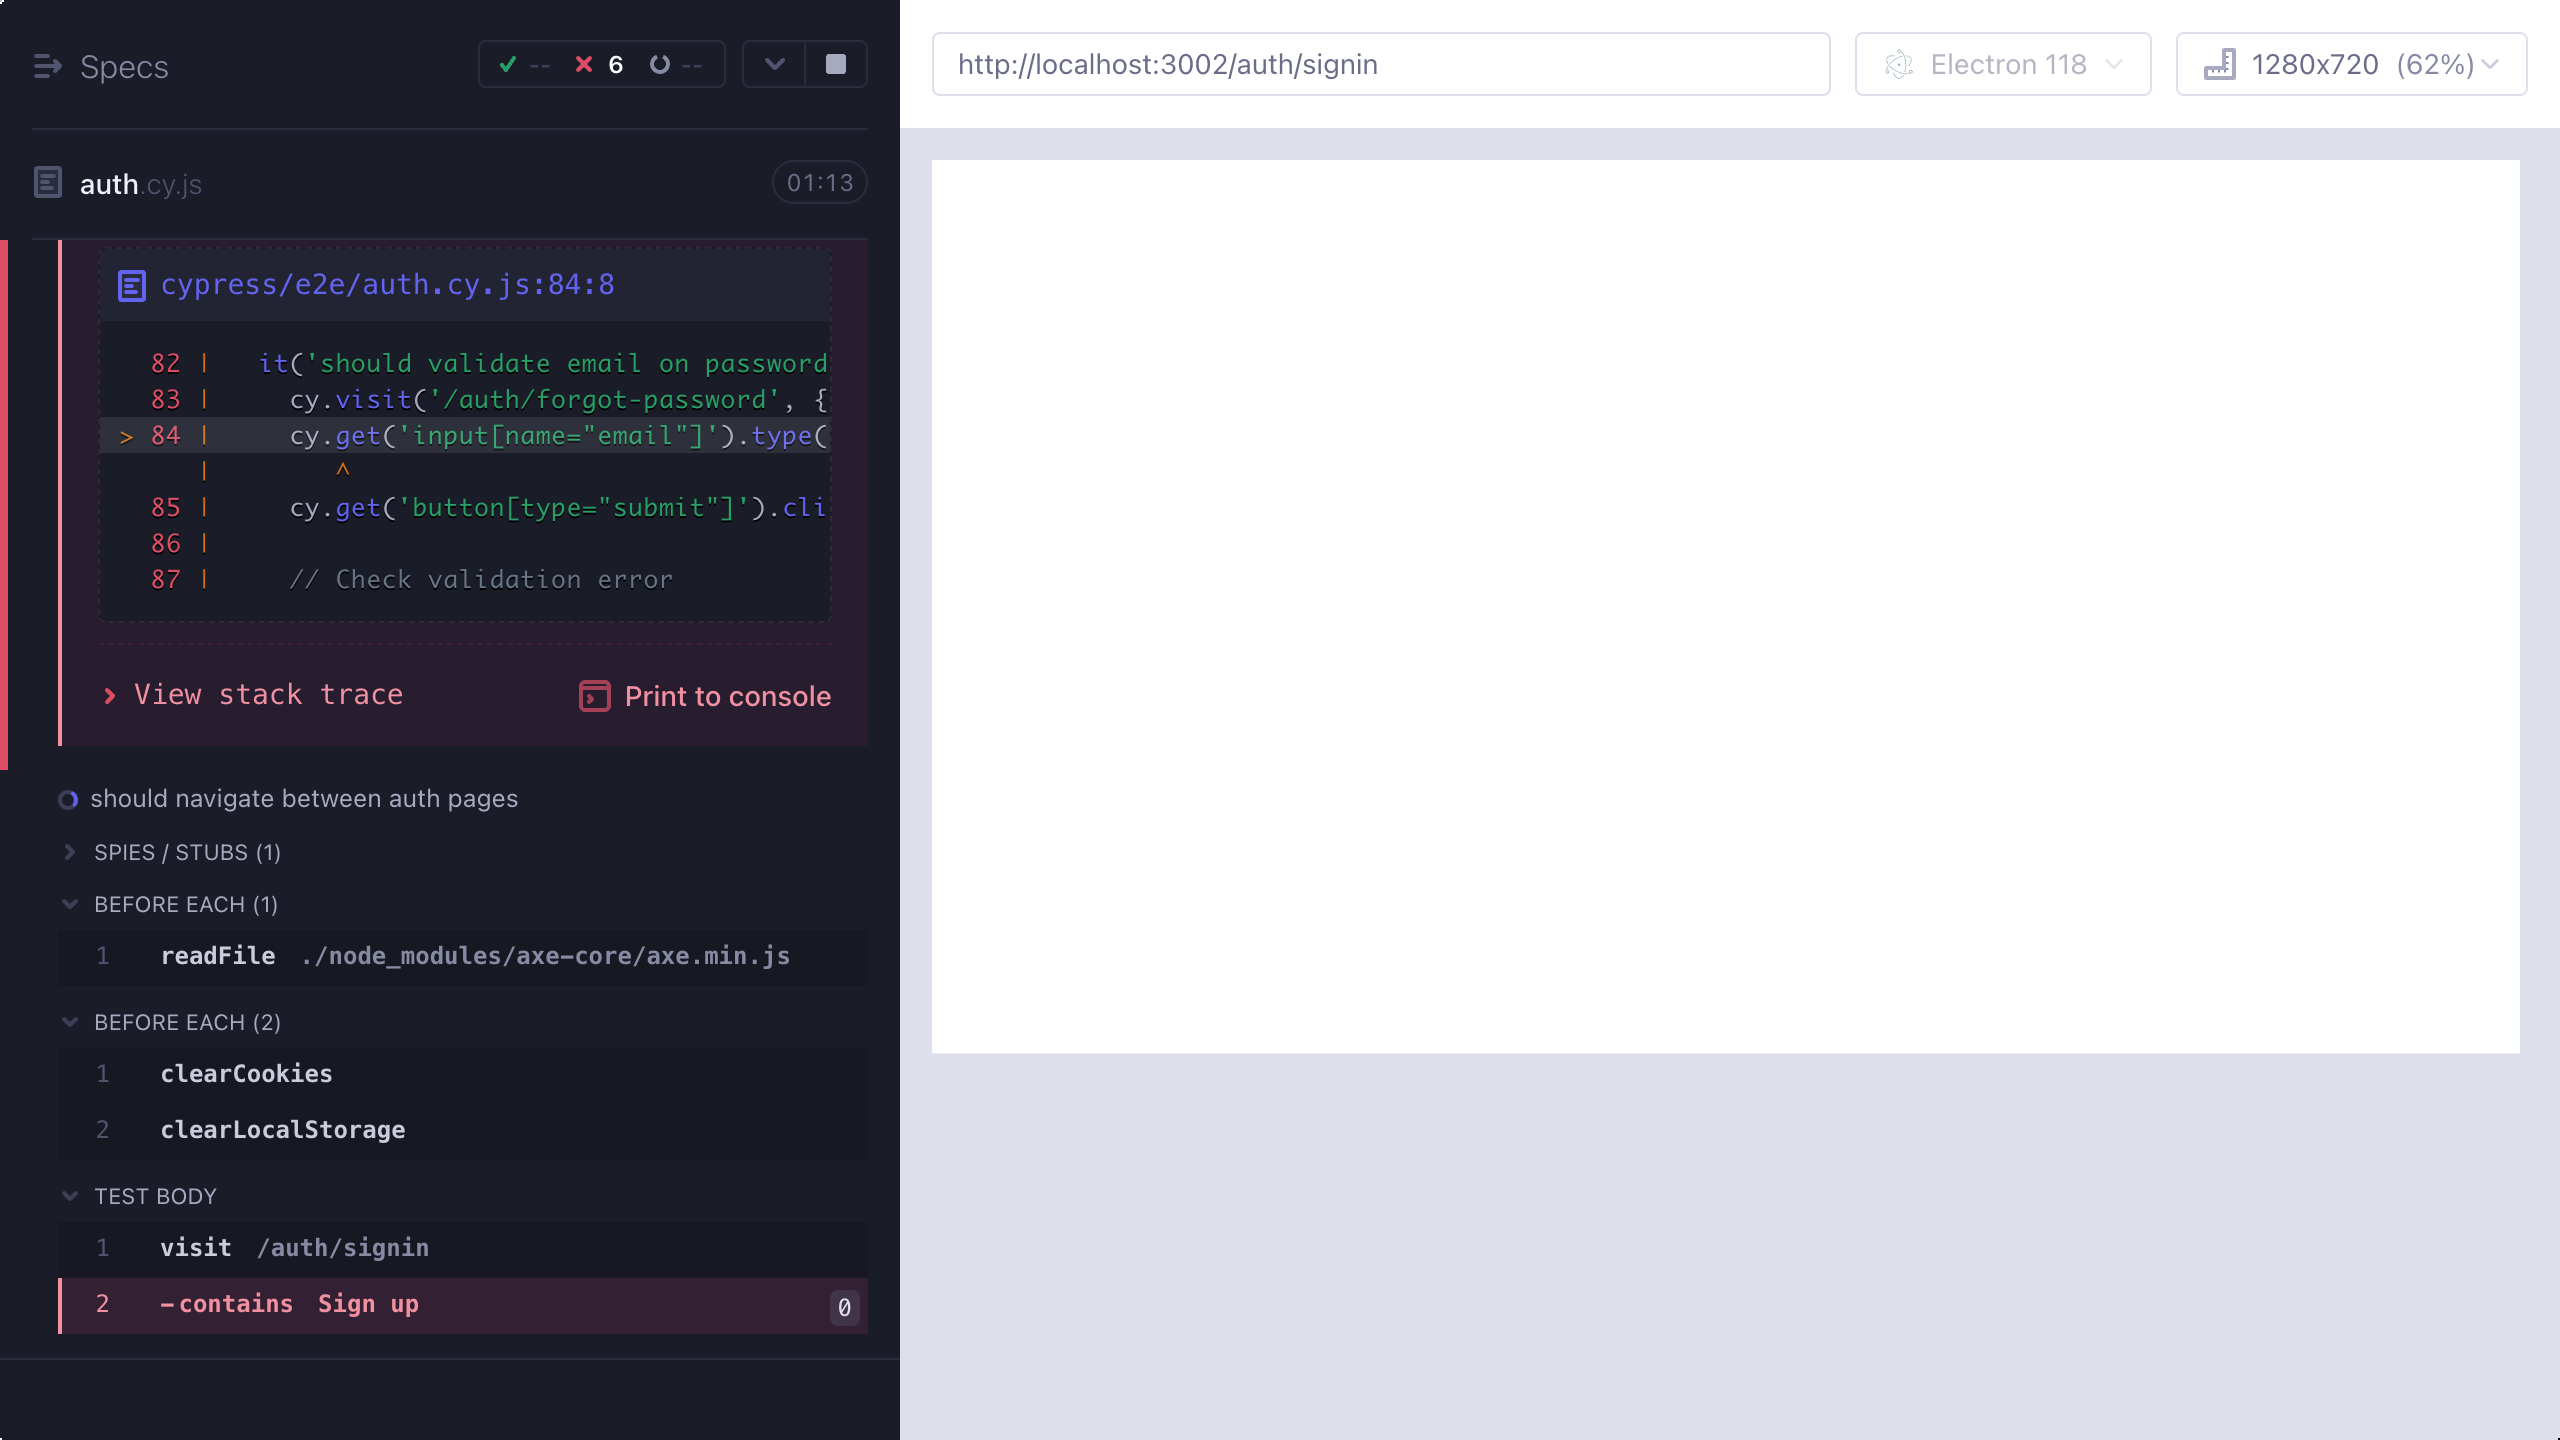 Specs
-- 6 --
auth.cy.js 01:13
cypress/e2e/auth.cy.js:84:8
82 | it('should validate email on password
83 | cy.visit('/auth/forgot-password', {
> 84 | cy.get('input[name="email"]').type(
| ^
85 | cy.get('button[type="submit"]').cli
86 |
87 | // Check validation error
View stack trace Print to console
should navigate between auth pages
SPIES / STUBS (1)
BEFORE EACH (1)
1 readFile ./node_modules/axe-core/axe.min.js
BEFORE EACH (2)
1 clearCookies
2 clearLocalStorage
TEST BODY
1 visit /auth/signin
2 -contains Sign up 0
http://localhost:3002/auth/signin
Electron 118
1280x720 (62%)